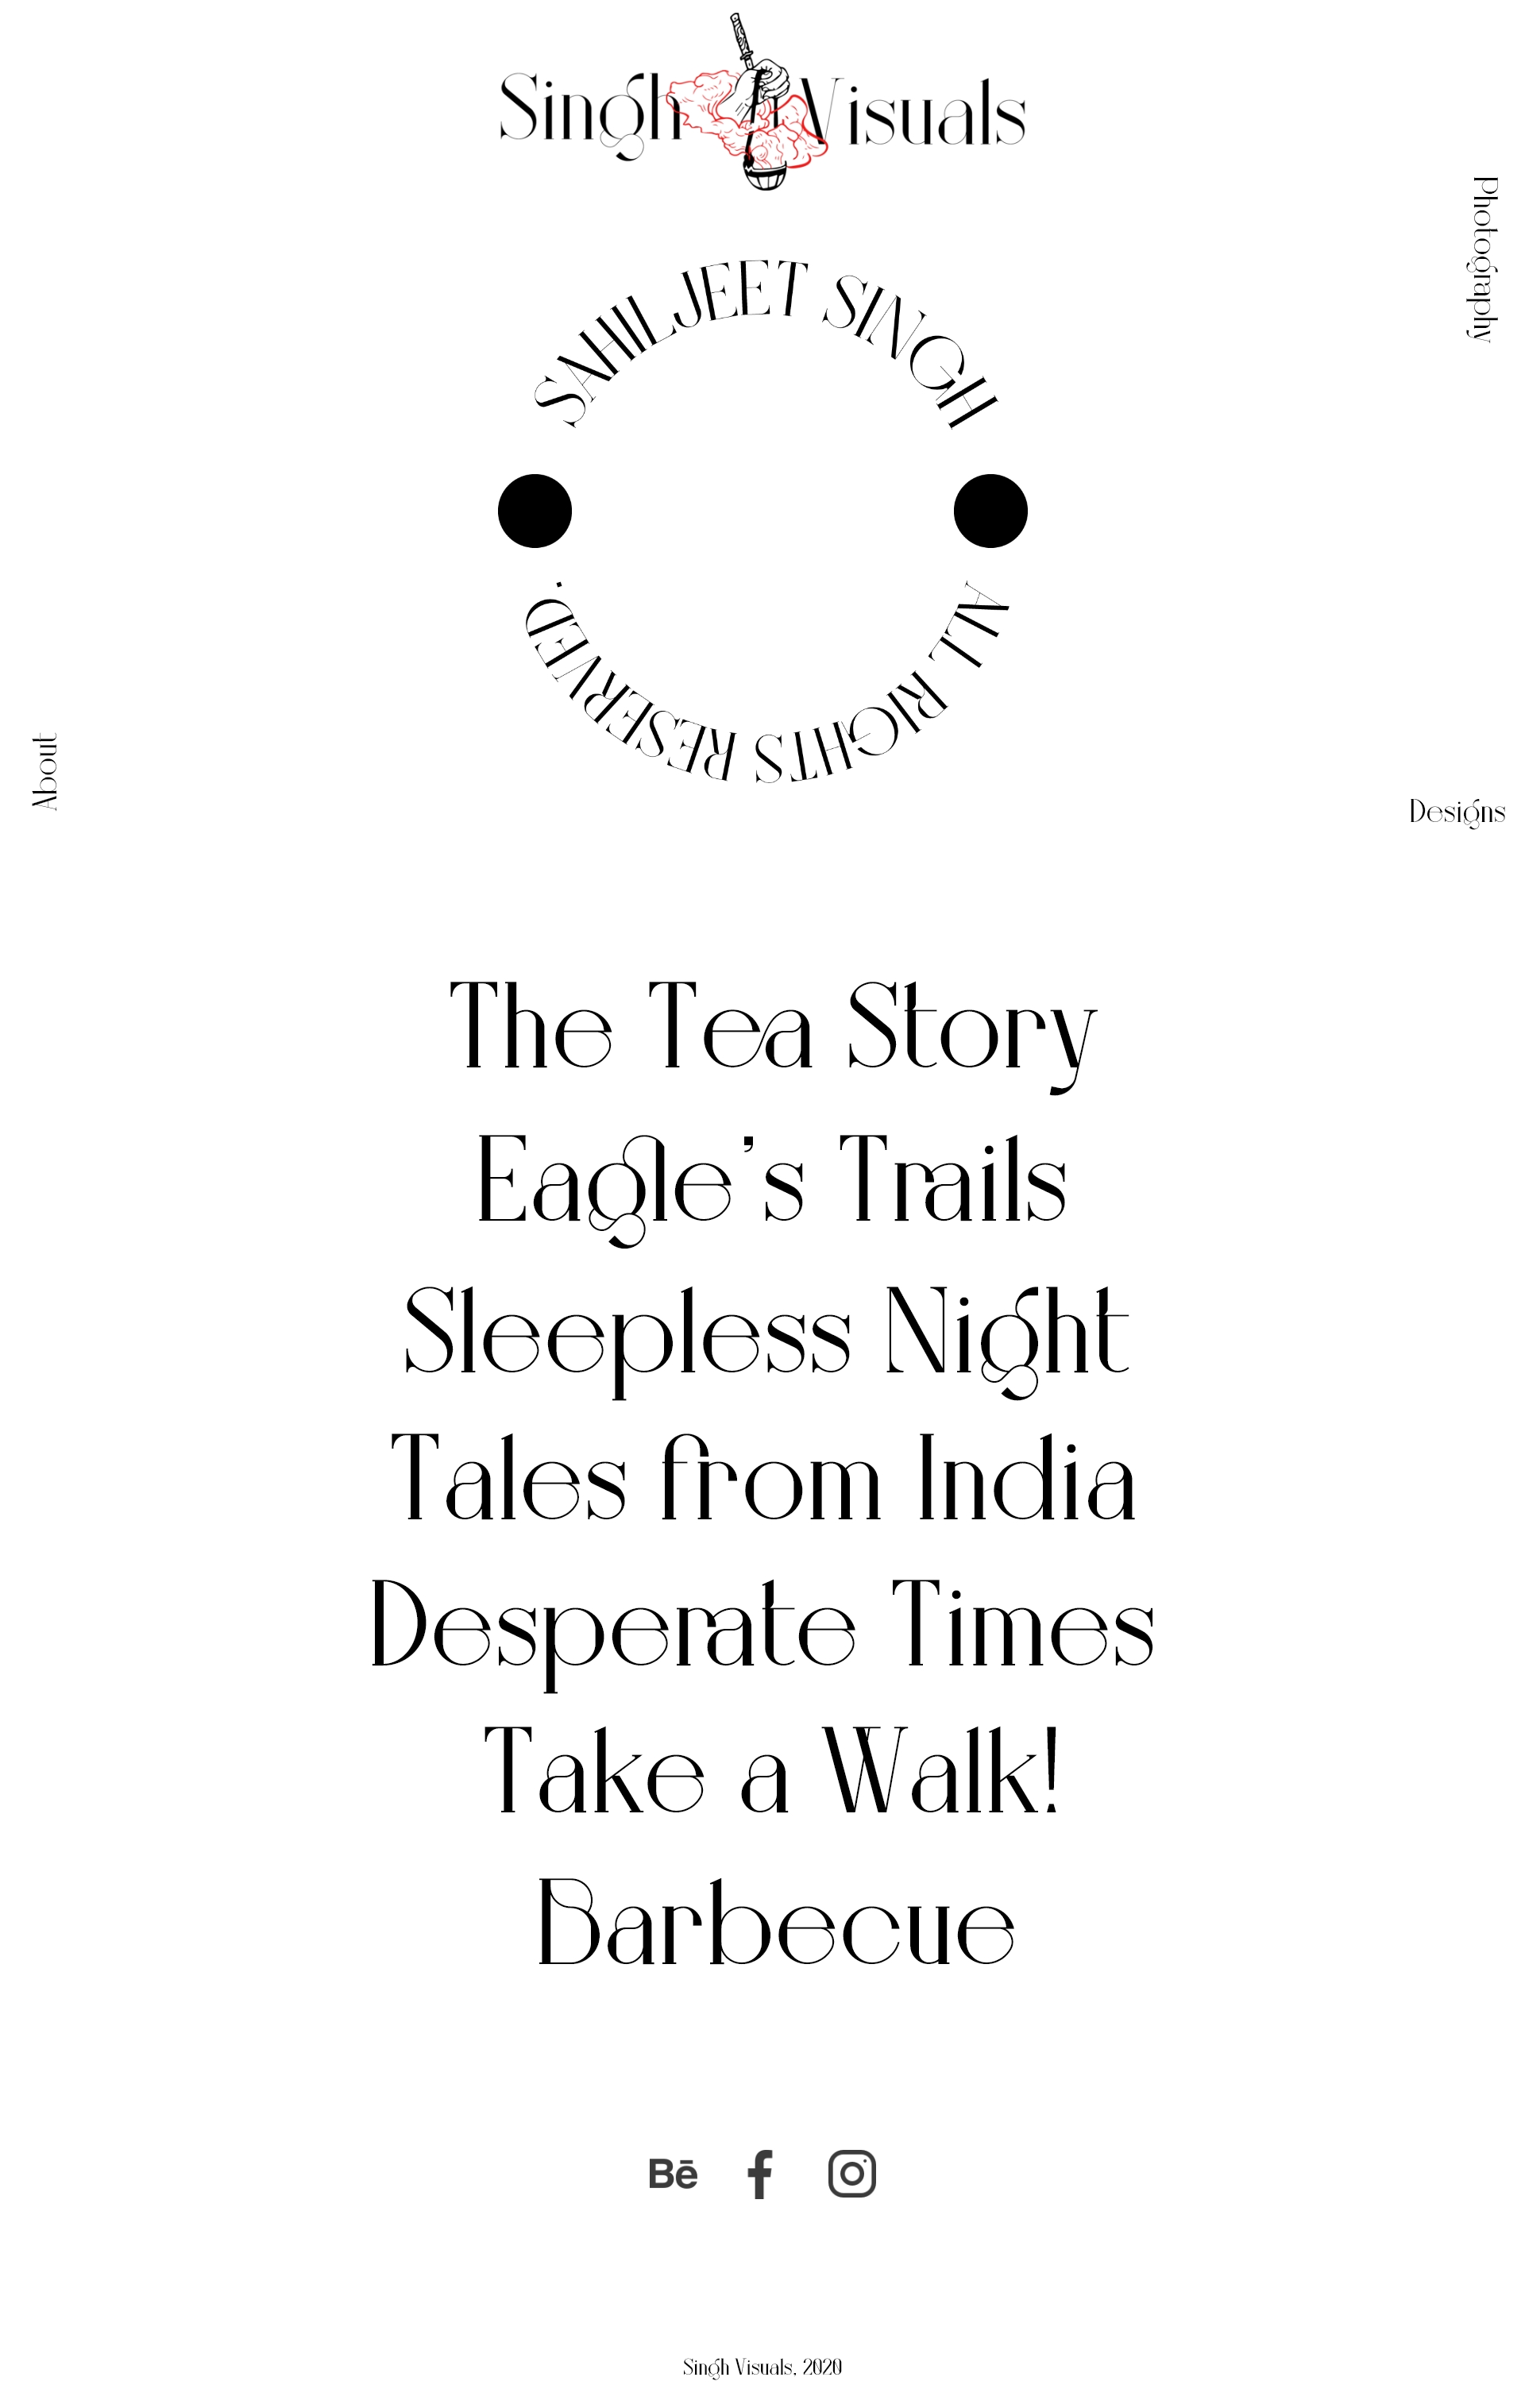 Singh Visuals
Photography
SAHILJEET SINGH
ALL RIGHTS RESERVED.
About
Designs
The Tea Story
Eagle's Trails
Sleepless Night
Tales from India
Desperate Times
Take a Walk!
Barbecue
Bē
Singh Visuals, 2020